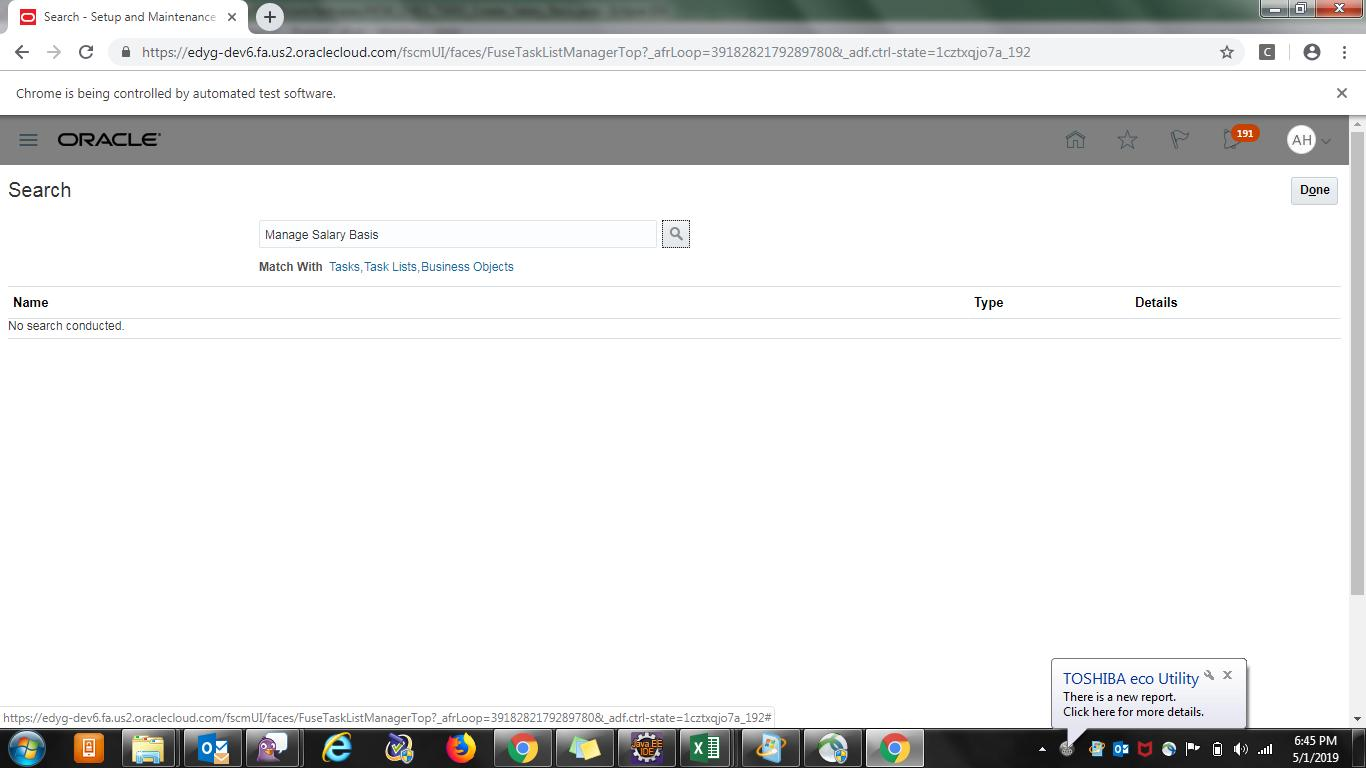 Search - Setup and Maintenance
https://edyg-dev6.fa.us2.oraclecloud.com/fscmUI/faces/FuseTaskListManagerTop?_afrLoop=3918282179289780&_adf.ctrl-state=1cztxqjo7a_192
C
Chrome is being controlled by automated test software.
ORACLE
191
AH
Search
Done
Manage Salary Basis
Match With Tasks, Task Lists, Business Objects
Name Type Details
No search conducted.
TOSHIBA eco Utility
There is a new report.
Click here for more details.
https://edyg-dev6.fa.us2.oraclecloud.com/fscmUI/faces/FuseTaskListManagerTop?_afrLoop=3918282179289780&_adf.ctrl-state=1cztxqjo7a_192#
Java EE
IDE
6:45 PM
5/1/2019